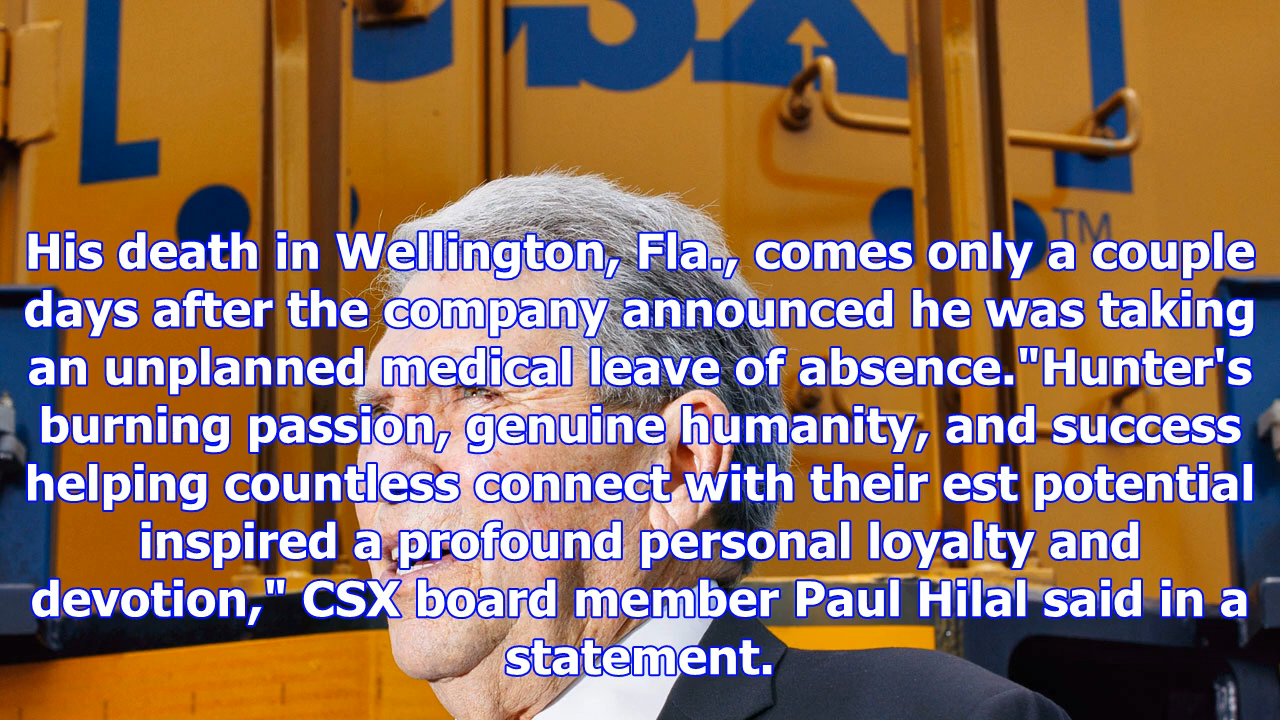 CSX
TM
His death in Wellington, Fla., comes only a couple
days after the company announced he was taking
an unplanned medical leave of absence."Hunter's
burning passion, genuine humanity, and success
helping countless connect with their est potential
inspired a profound personal loyalty and
devotion," CSX board member Paul Hilal said in a
statement.